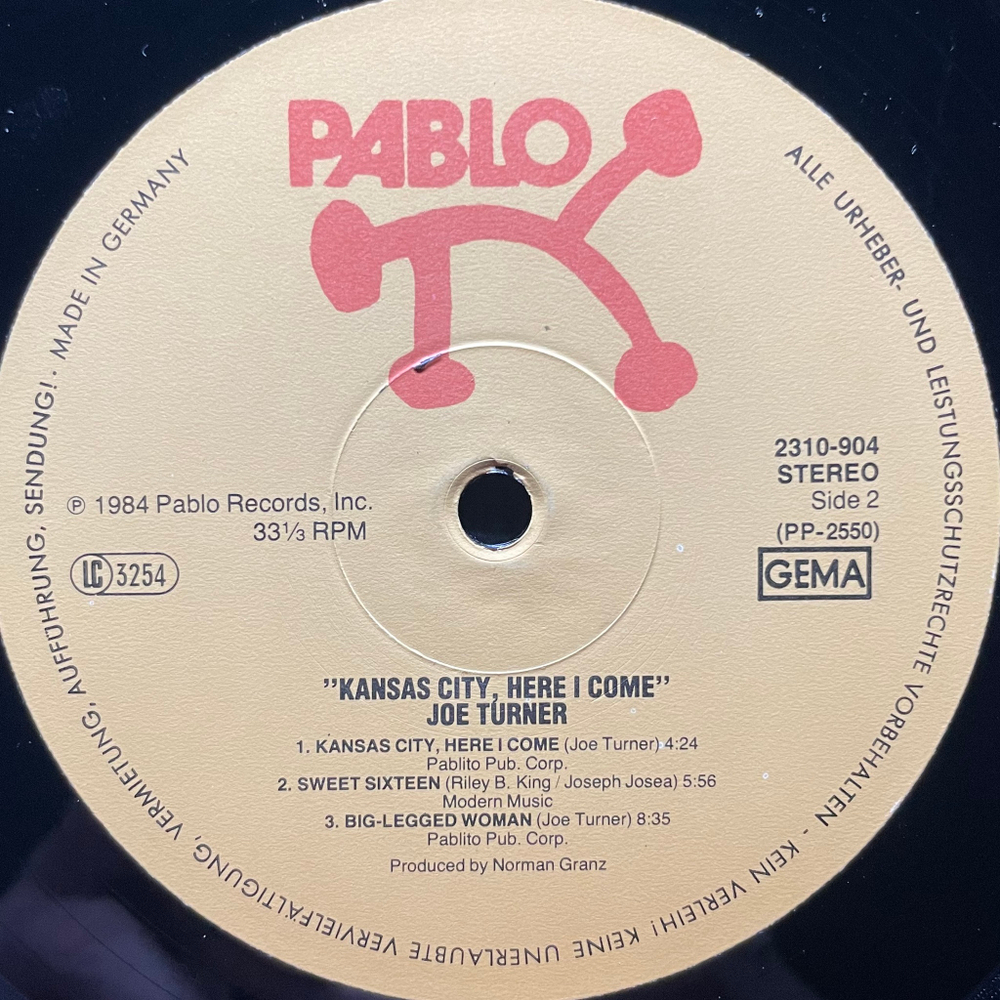 PABLO
ALLE URHEBER- UND LEISTUNGSSCHUTZRECHTE VORBEHALTEN - KEIN VERLEIH! KEINE UNERLAUBTE VERVIELFÄLTIGUNG, VERMIETUNG, AUFFÜHRUNG, SENDUNG! · MADE IN GERMANY
℗ 1984 Pablo Records, Inc.
33⅓ RPM
LC 3254
2310-904
STEREO
Side 2
(PP-2550)
GEMA
"KANSAS CITY, HERE I COME"
JOE TURNER
1. KANSAS CITY, HERE I COME (Joe Turner) 4:24
Pablito Pub. Corp.
2. SWEET SIXTEEN (Riley B. King / Joseph Josea) 5:56
Modern Music
3. BIG-LEGGED WOMAN (Joe Turner) 8:35
Pablito Pub. Corp.
Produced by Norman Granz